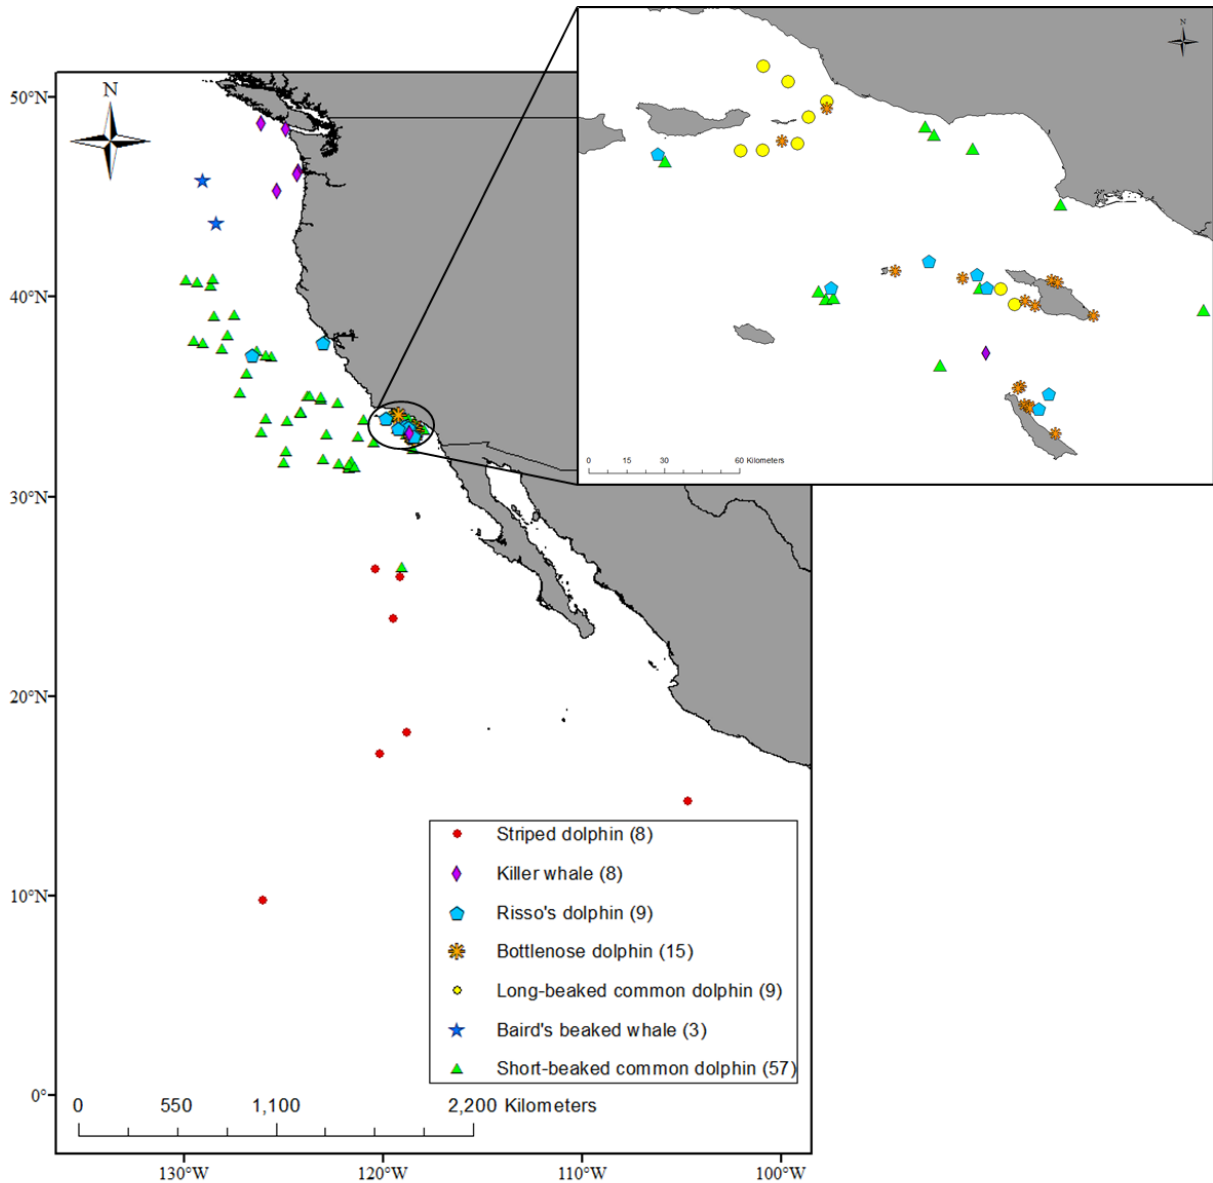 N
N
50°N
40°N
30°N
20°N
10°N
0°
0 15 30 60 Kilometers
Striped dolphin (8)
Killer whale (8)
Risso's dolphin (9)
Bottlenose dolphin (15)
Long-beaked common dolphin (9)
Baird's beaked whale (3)
Short-beaked common dolphin (57)
0 550 1,100 2,200 Kilometers
130°W 120°W 110°W 100°W